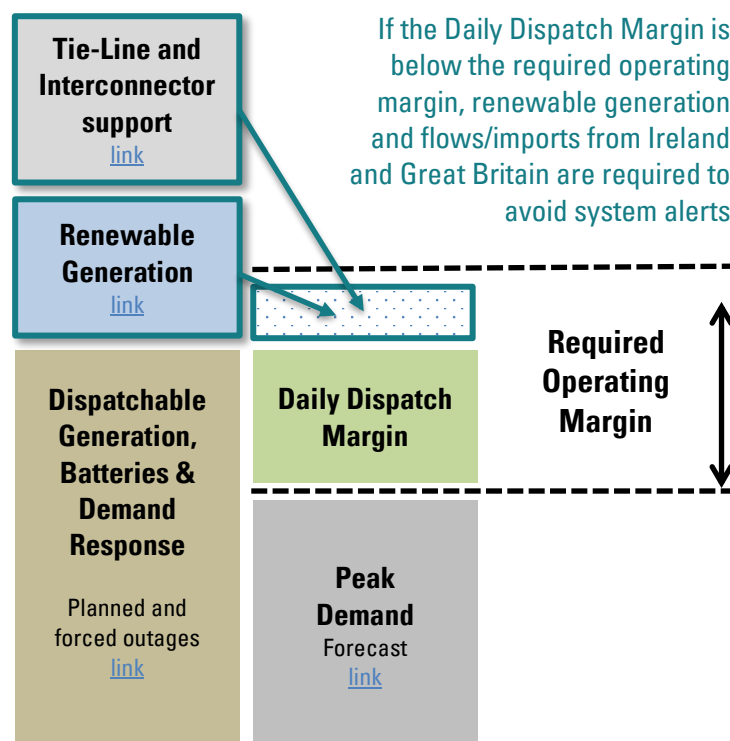 Tie-Line and
Interconnector
support
link
If the Daily Dispatch Margin is
below the required operating
margin, renewable generation
and flows/imports from Ireland
and Great Britain are required to
avoid system alerts
Renewable
Generation
link
Dispatchable
Generation,
Batteries &
Demand
Response
Planned and
forced outages
link
Daily Dispatch
Margin
Required
Operating
Margin
Peak
Demand
Forecast
link